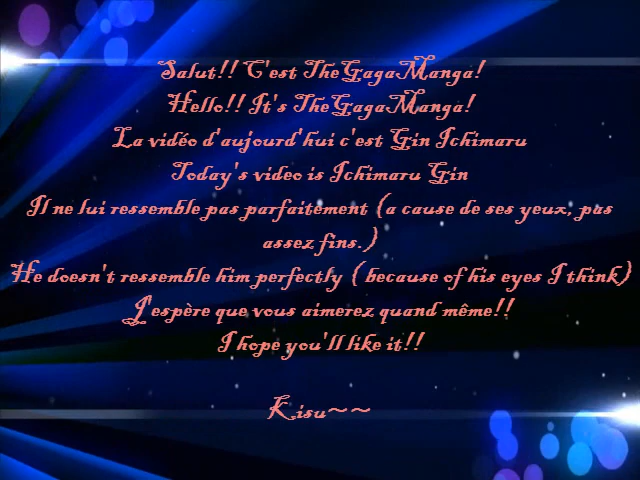 Salut!! C'est TheGagaManga!
Hello!! It's TheGagaManga!
La vidéo d'aujourd'hui c'est Gin Ichimaru
Today's video is Ichimaru Gin
Il ne lui ressemble pas parfaitement (a cause de ses yeux, pas
assez fins.)
He doesn't ressemble him perfectly ( because of his eyes I think)
J'espère que vous aimerez quand même!!
I hope you'll like it!!
Kisu~~